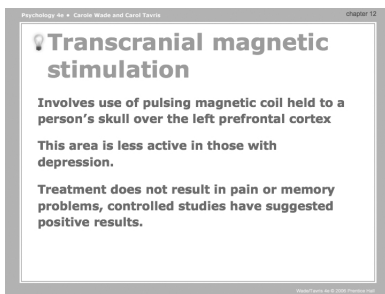 Psychology 4e • Carole Wade and Carol Tavris
chapter 12
Transcranial magnetic
stimulation
Involves use of pulsing magnetic coil held to a
person's skull over the left prefrontal cortex
This area is less active in those with
depression.
Treatment does not result in pain or memory
problems, controlled studies have suggested
positive results.
Wade/Tavris 4e © 2005 Prentice Hall